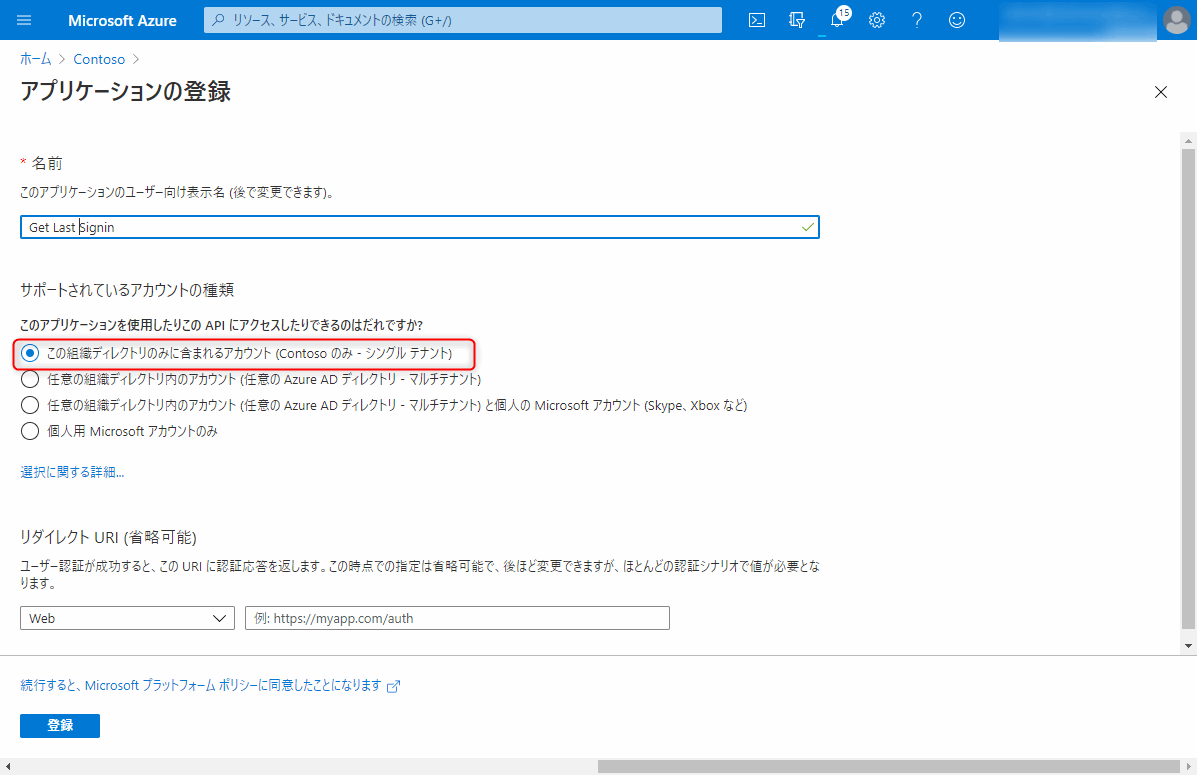 Microsoft Azure
リソース、サービス、ドキュメントの検索 (G+/)
15
ホーム > Contoso >
アプリケーションの登録
* 名前
このアプリケーションのユーザー向け表示名 (後で変更できます)。
Get Last Signin
サポートされているアカウントの種類
このアプリケーションを使用したりこの API にアクセスしたりできるのはだれですか?
この組織ディレクトリのみに含まれるアカウント (Contoso のみ - シングル テナント)
任意の組織ディレクトリ内のアカウント (任意の Azure AD ディレクトリ - マルチテナント)
任意の組織ディレクトリ内のアカウント (任意の Azure AD ディレクトリ - マルチテナント) と個人の Microsoft アカウント (Skype、Xbox など)
個人用 Microsoft アカウントのみ
選択に関する詳細...
リダイレクト URI (省略可能)
ユーザー認証が成功すると、この URI に認証応答を返します。この時点での指定は省略可能で、後ほど変更できますが、ほとんどの認証シナリオで値が必要とな
ります。
Web
例: https://myapp.com/auth
続行すると、Microsoft プラットフォーム ポリシーに同意したことになります
登録